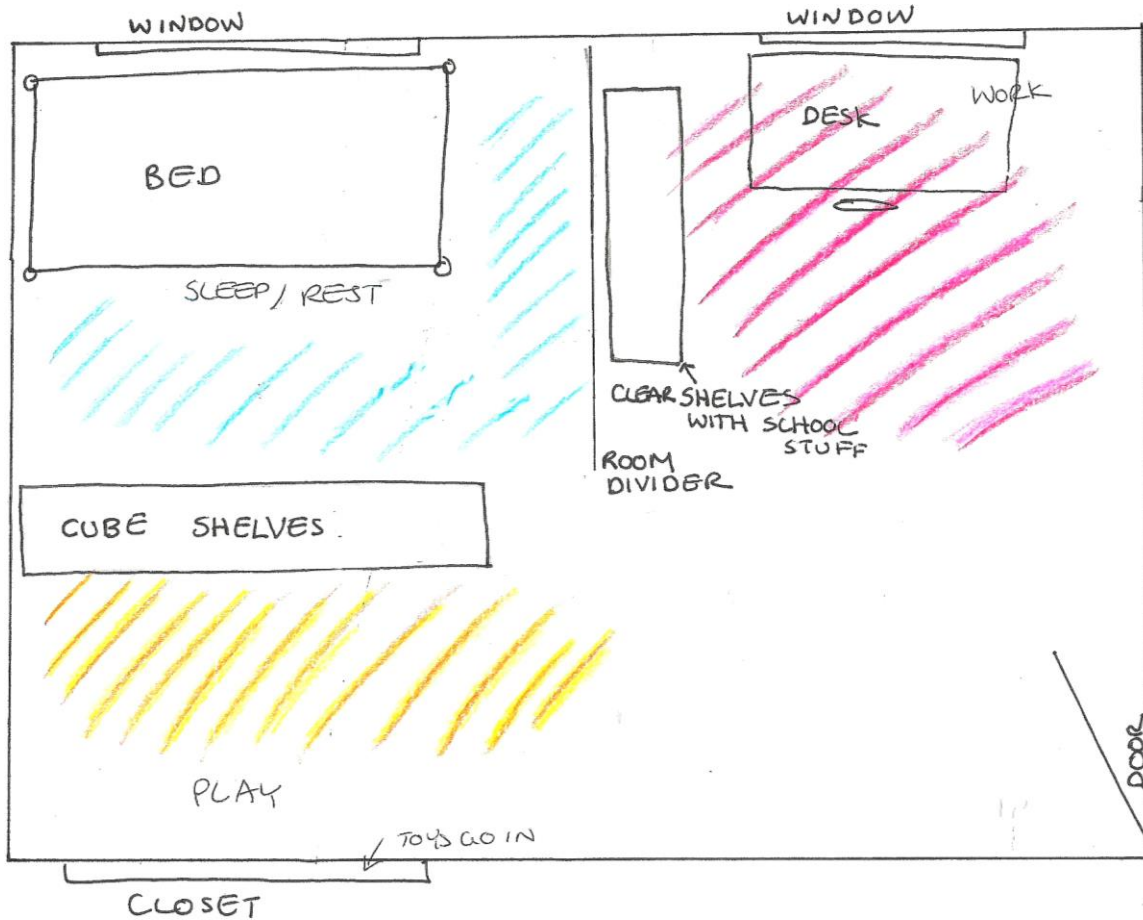 WINDOW
WINDOW
BED
DESK
WORK
SLEEP/REST
CLEAR SHELVES
WITH SCHOOL
STUFF
ROOM
DIVIDER
CUBE SHELVES.
PLAY
TOYS GO IN
CLOSET
DOOR